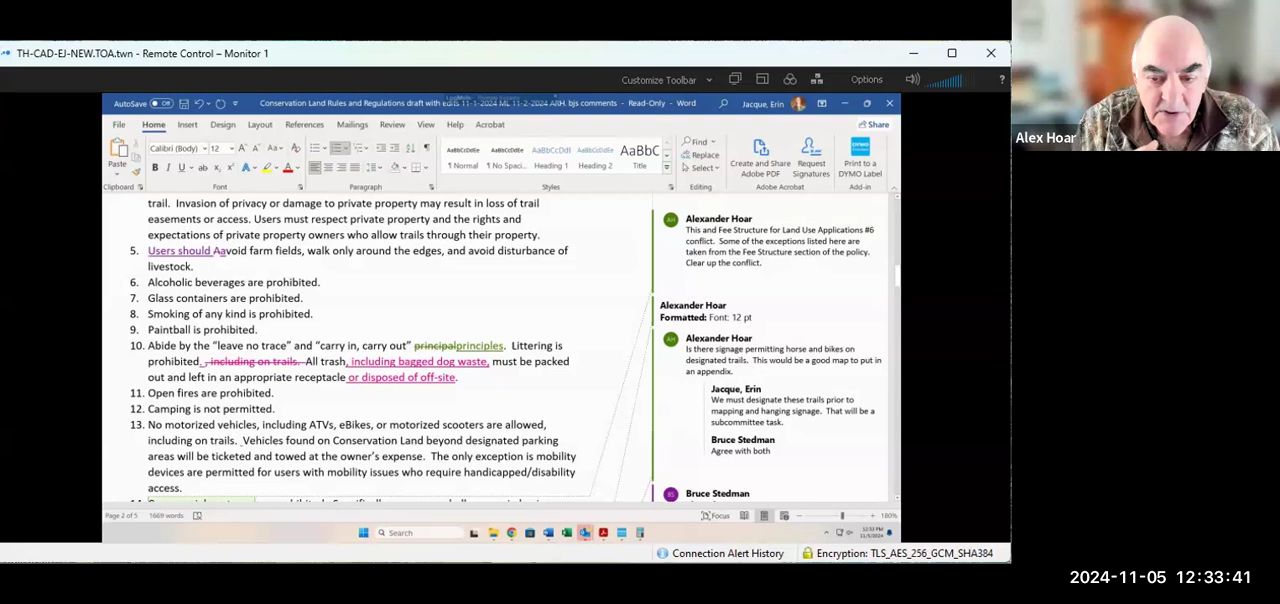 TH-CAD-EJ-NEW.TOA.twn - Remote Control – Monitor 1
Customize Toolbar
Options
?
AutoSave Off
Conservation Land Rules and Regulations draft with edits 11-1-2024 ML 11-2-2024 ARH. bjs comments - Read-Only - Word
Jacque, Erin
File Home Insert Design Layout References Mailings Review View Help Acrobat
Share
Paste
Calibri (Body) 12
AaBbCcDdEe AaBbCcDdEe AaBbCcDdI AaBbCcDdE AaBbC
¶ Normal ¶ No Spaci... Heading 1 Heading 2 Title
Find
Replace
Select
Create and Share Adobe PDF
Request Signatures
Print to a DYMO Label
Clipboard Font Paragraph Styles Editing Adobe Acrobat Add-in
trail. Invasion of privacy or damage to private property may result in loss of trail
easements or access. Users must respect private property and the rights and
expectations of private property owners who allow trails through their property.
5. Users should Aavoid farm fields, walk only around the edges, and avoid disturbance of
livestock.
6. Alcoholic beverages are prohibited.
7. Glass containers are prohibited.
8. Smoking of any kind is prohibited.
9. Paintball is prohibited.
10. Abide by the “leave no trace” and “carry in, carry out” principalprinciples. Littering is
prohibited. , including on trails. All trash, including bagged dog waste, must be packed
out and left in an appropriate receptacle or disposed of off-site.
11. Open fires are prohibited.
12. Camping is not permitted.
13. No motorized vehicles, including ATVs, eBikes, or motorized scooters are allowed,
including on trails. Vehicles found on Conservation Land beyond designated parking
areas will be ticketed and towed at the owner’s expense. The only exception is mobility
devices are permitted for users with mobility issues who require handicapped/disability
access.
AH Alexander Hoar
This and Fee Structure for Land Use Applications #6
conflict. Some of the exceptions listed here are
taken from the Fee Structure section of the policy.
Clear up the conflict.
Alexander Hoar
Formatted: Font: 12 pt
AH Alexander Hoar
Is there signage permitting horse and bikes on
designated trails. This would be a good map to put in
an appendix.
Jacque, Erin
We must designate these trails prior to
mapping and hanging signage. That will be a
subcommittee task.
Bruce Stedman
Agree with both
BS Bruce Stedman
Page 2 of 5 1669 words
Focus
180%
Search
12:33 PM
11/5/2024
Connection Alert History
Encryption: TLS_AES_256_GCM_SHA384
Alex Hoar
2024-11-05 12:33:41